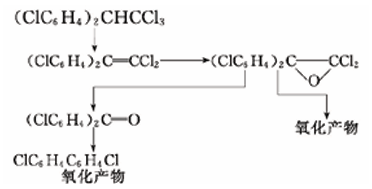 (ClC₆H₄)₂CHCCl₃
(ClC₆H₄)₂C═CCl₂
(ClC₆H₄)₂C
CCl₂
O
(ClC₆H₄)₂C═O
氧化产物
ClC₆H₄C₆H₄Cl
氧化产物